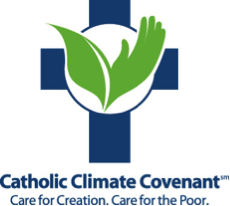 Catholic Climate Covenant℠
Care for Creation. Care for the Poor.